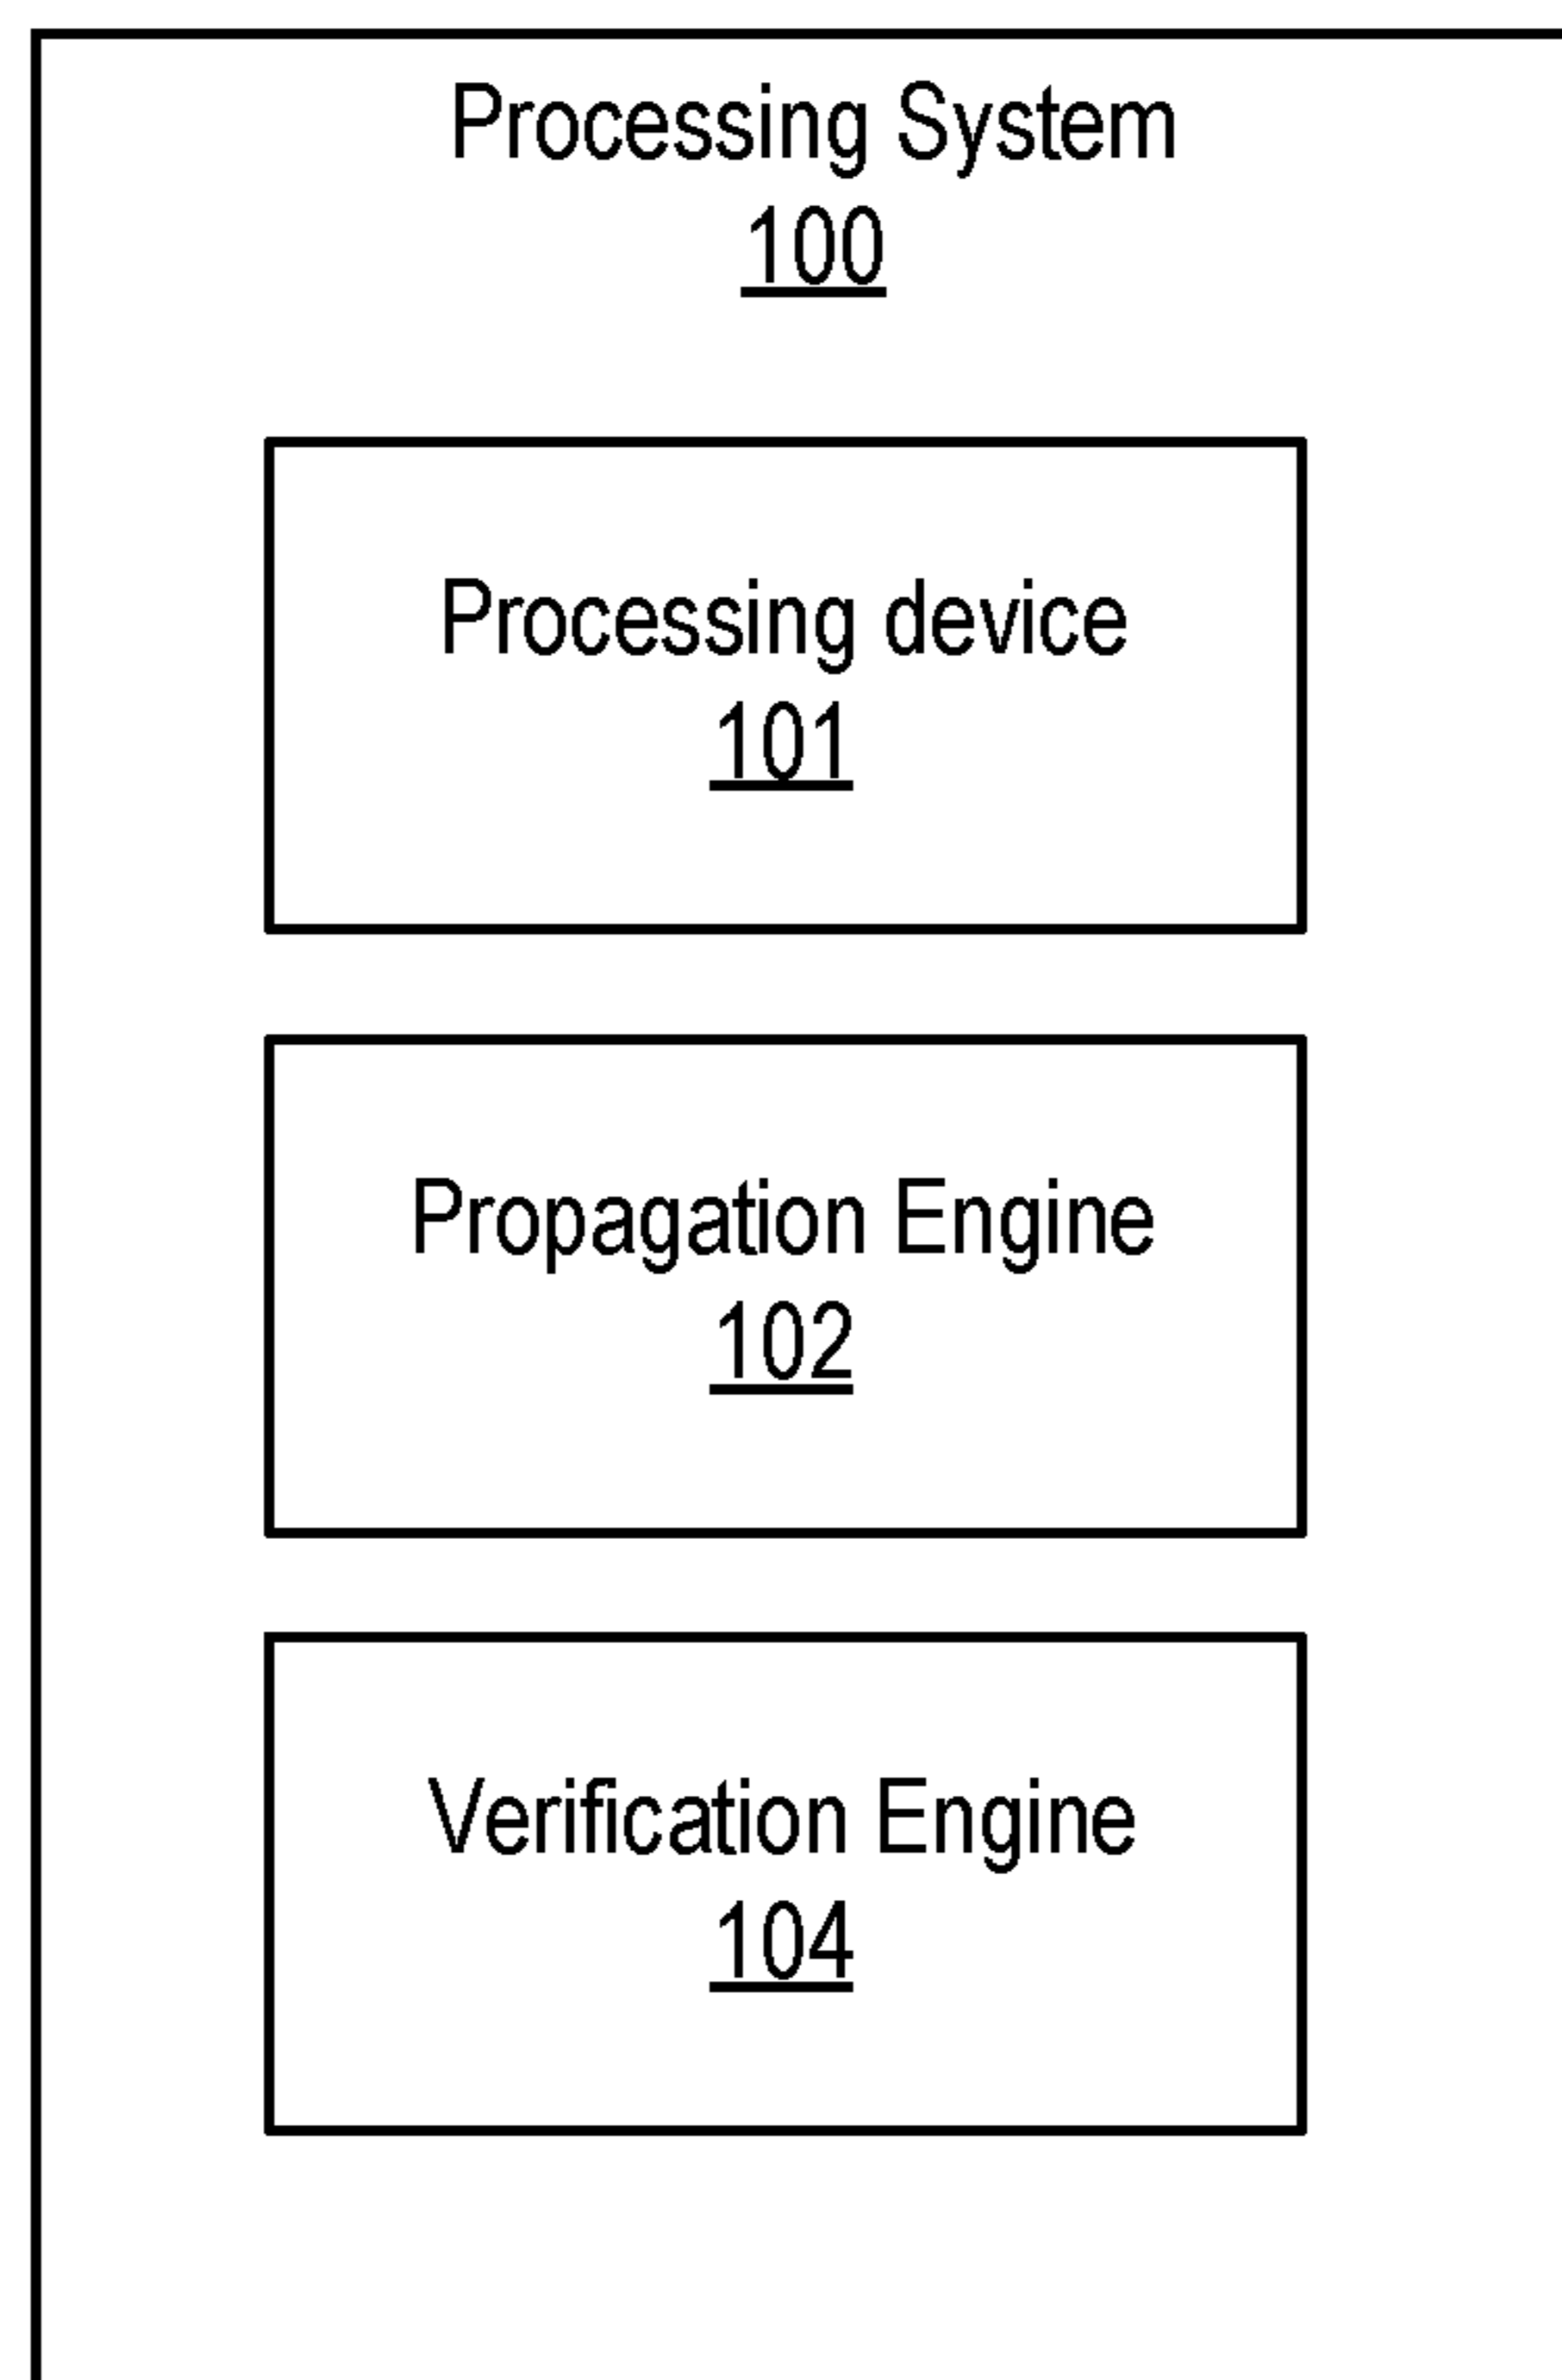 Processing System
100
Processing device
101
Propagation Engine
102
Verification Engine
104